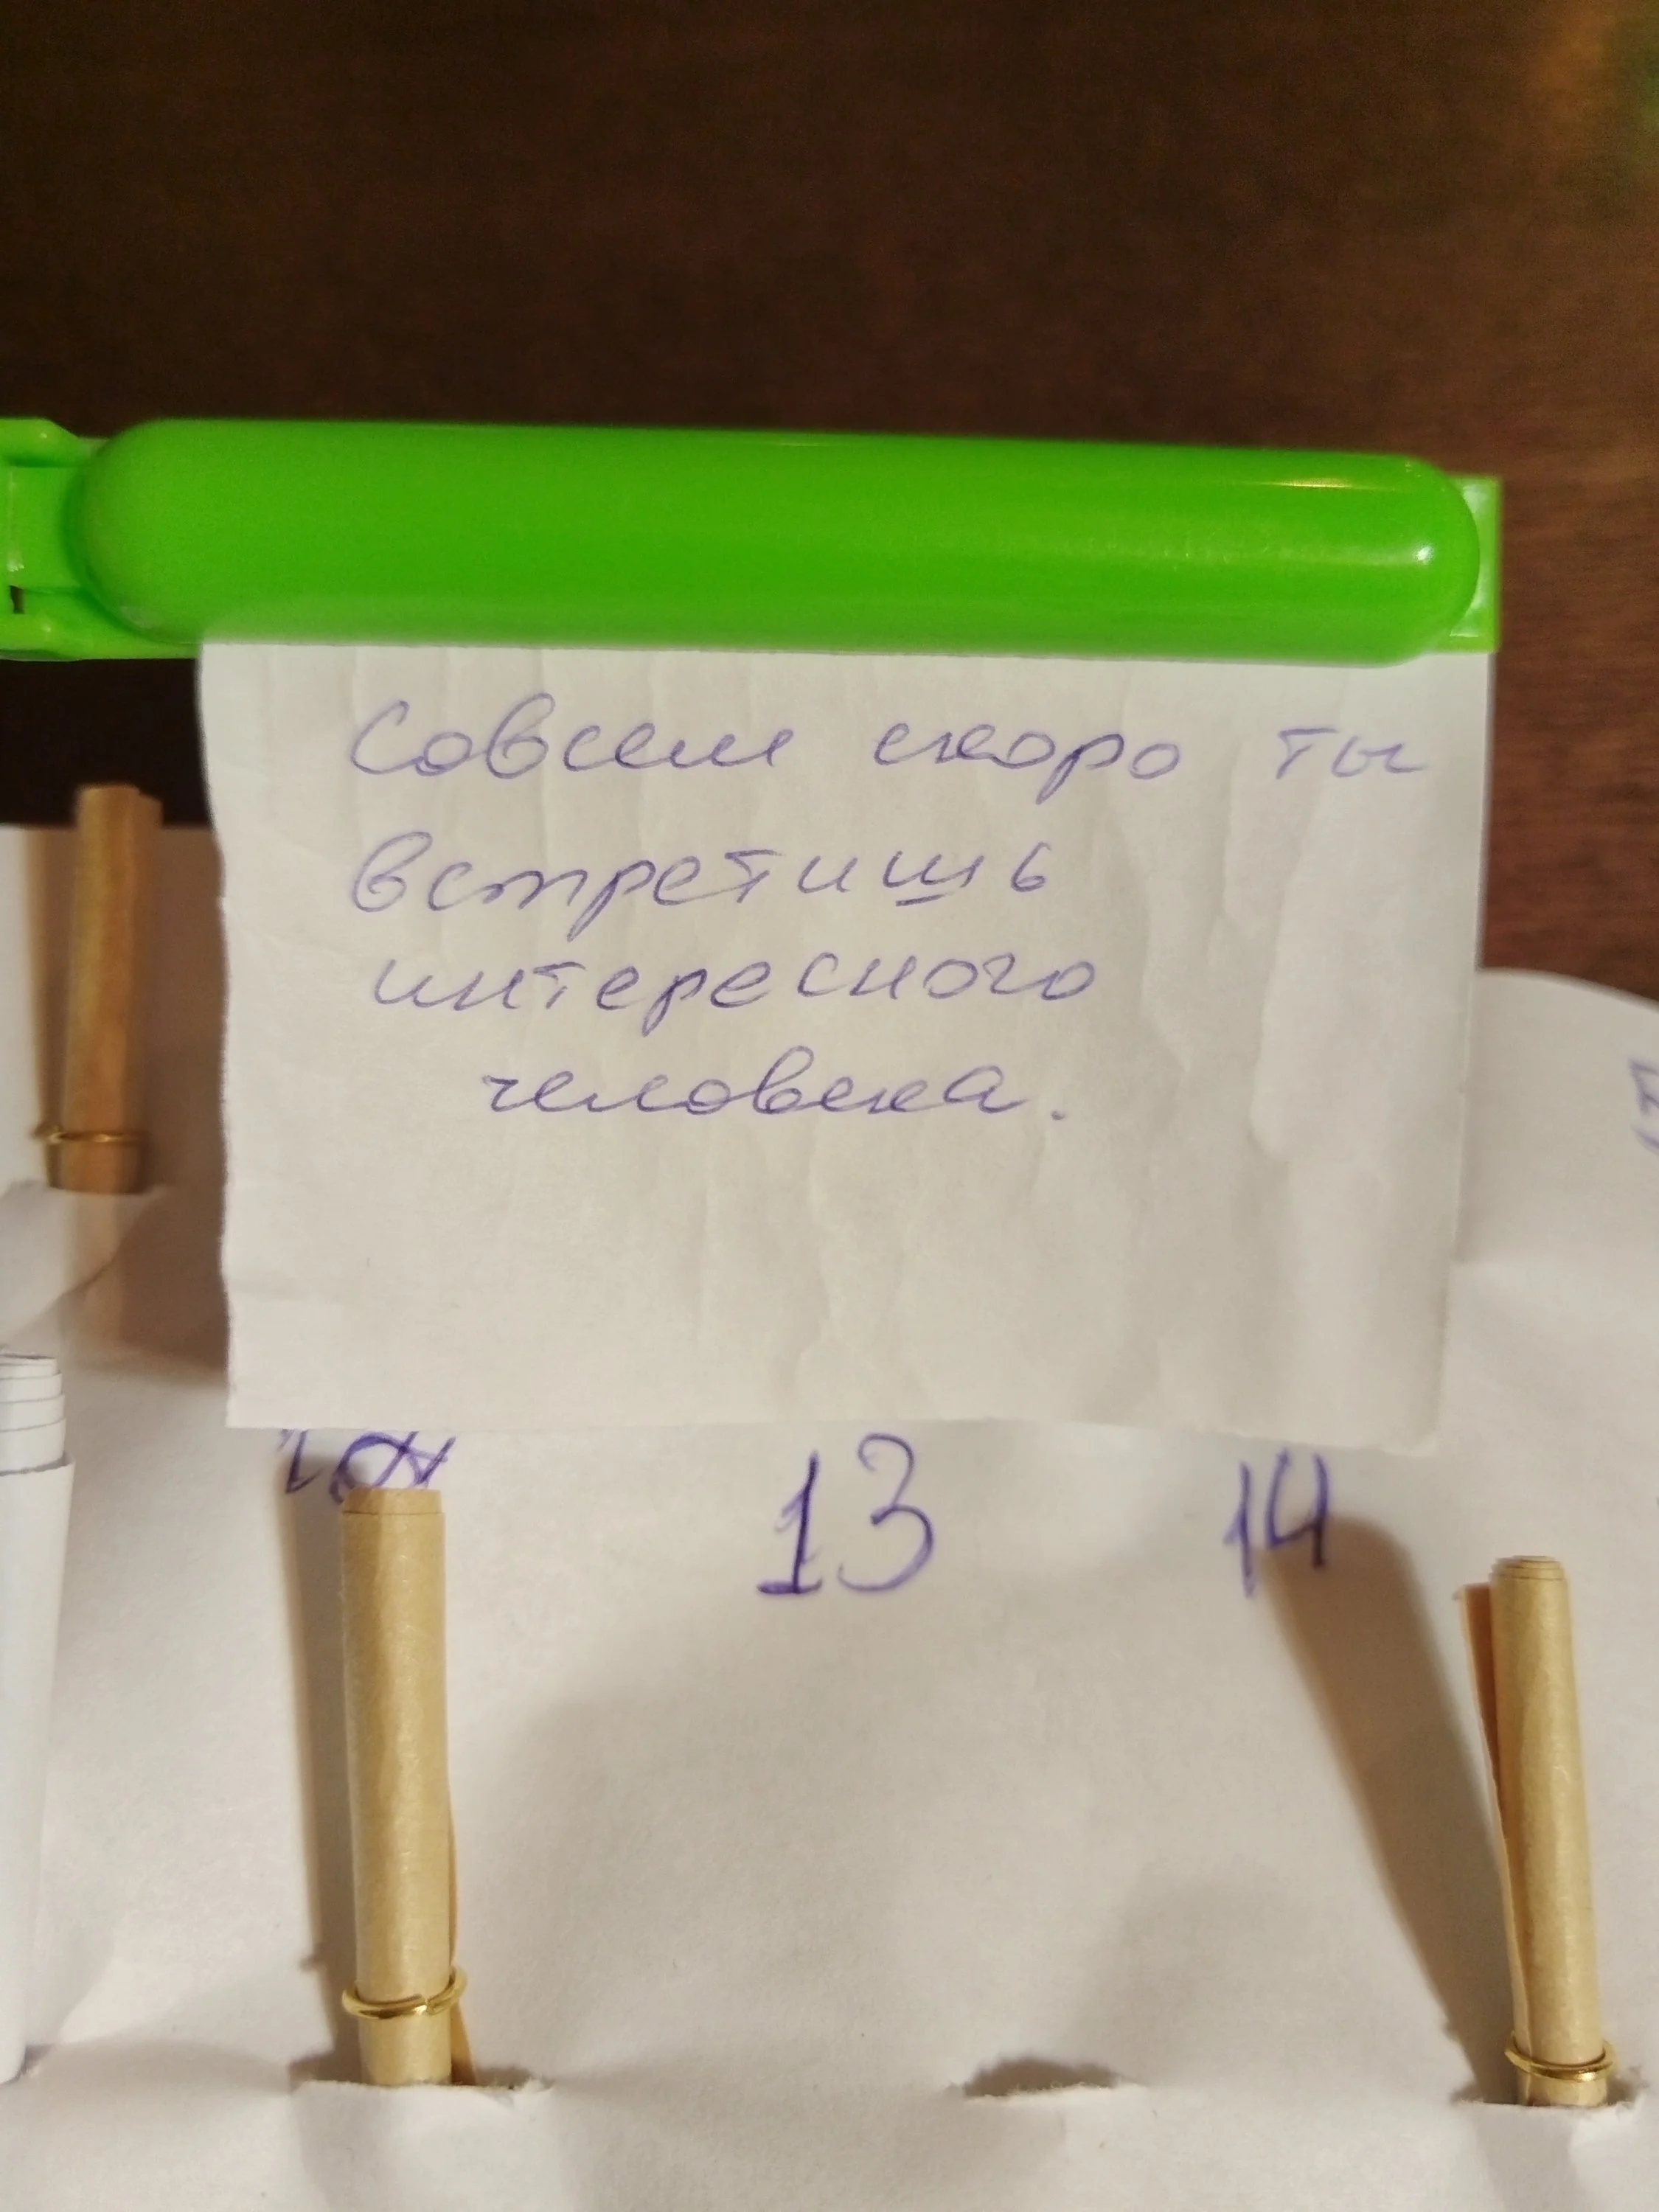 Совсем скоро ты
встретишь
интересного
человека.
13
14